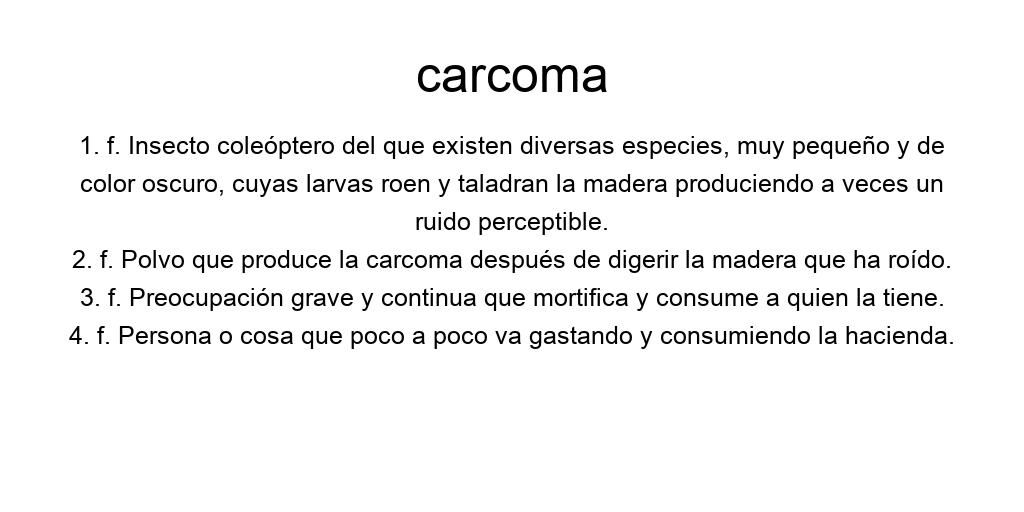 carcoma
1. f. Insecto coleóptero del que existen diversas especies, muy pequeño y de
color oscuro, cuyas larvas roen y taladran la madera produciendo a veces un
ruido perceptible.
2. f. Polvo que produce la carcoma después de digerir la madera que ha roído.
3. f. Preocupación grave y continua que mortifica y consume a quien la tiene.
4. f. Persona o cosa que poco a poco va gastando y consumiendo la hacienda.